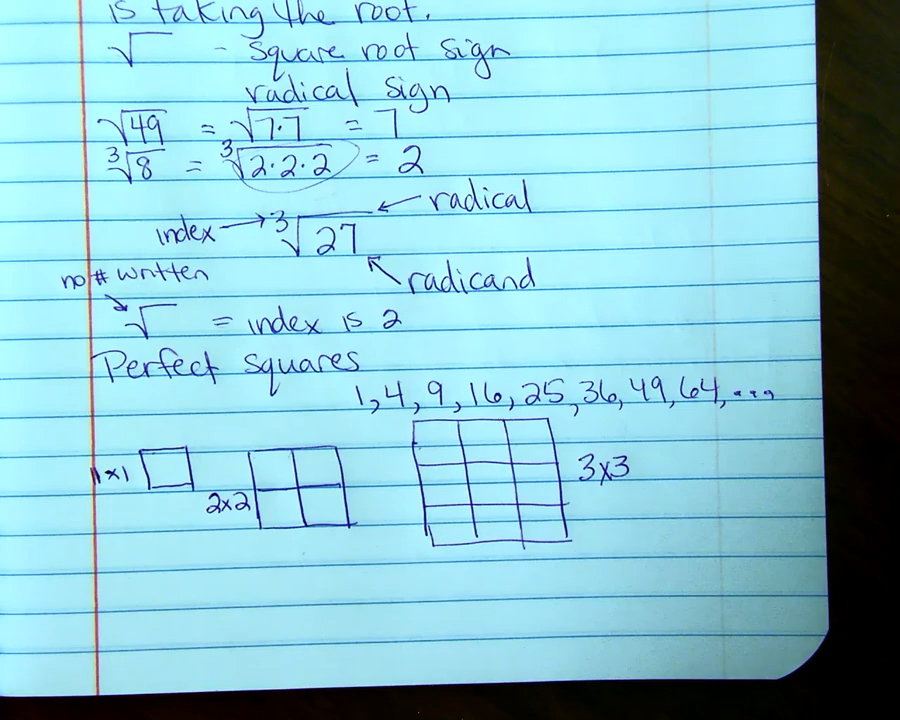 is taking the root.
√ - square root sign
radical sign
√49 = √7·7 = 7
³√8 = ³√2·2·2 = 2
radical
index → ³√27
radicand
no # written
√ = index is 2
Perfect squares
1, 4, 9, 16, 25, 36, 49, 64, ...
1x1
2x2
3x3